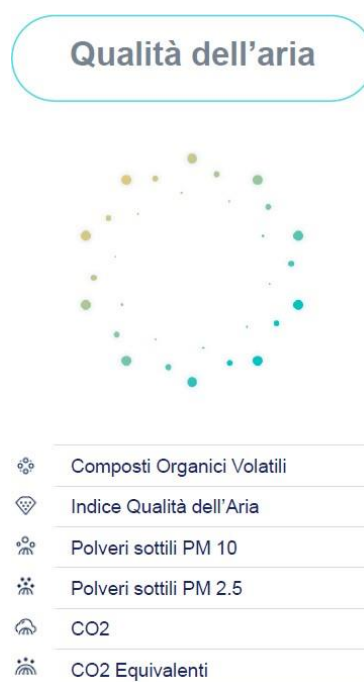 Qualità dell’aria
Composti Organici Volatili
Indice Qualità dell’Aria
Polveri sottili PM 10
Polveri sottili PM 2.5
CO2
CO2 Equivalenti